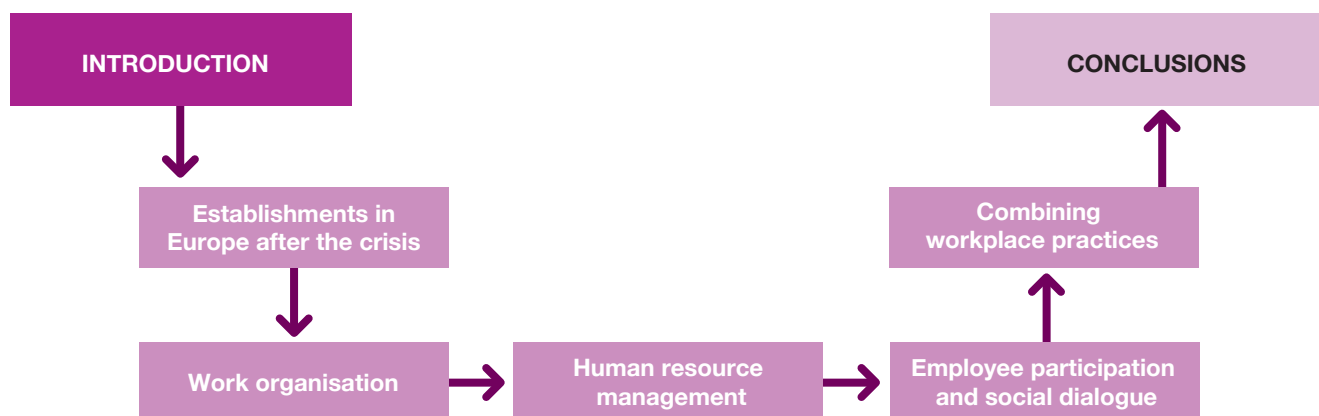 INTRODUCTION
CONCLUSIONS
Establishments in
Europe after the crisis
Combining
workplace practices
Work organisation
Human resource
management
Employee participation
and social dialogue